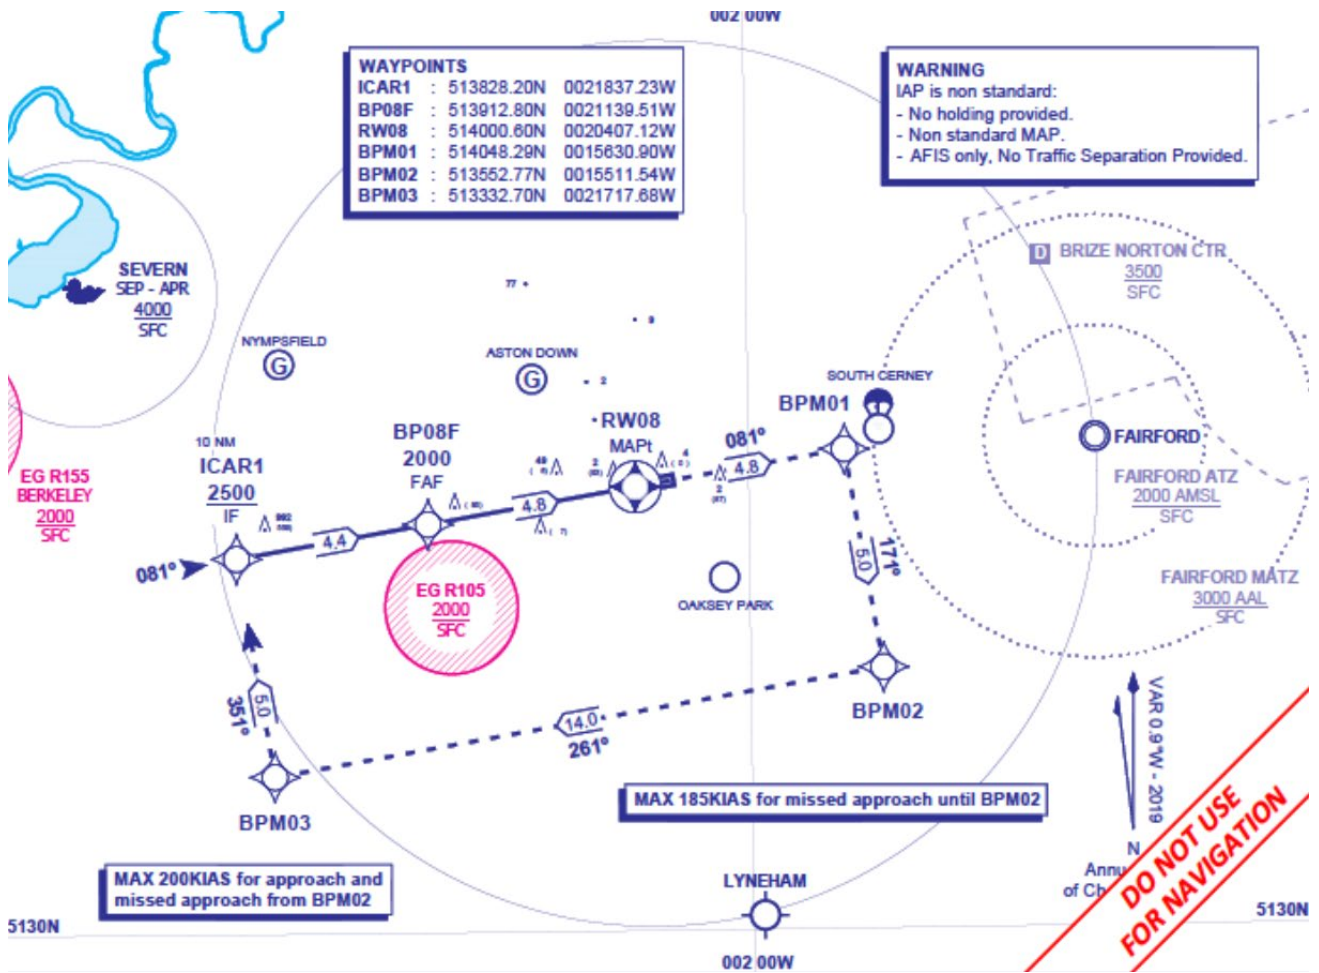 002 00W
WAYPOINTS
ICAR1 : 513828.20N 0021837.23W
BP08F : 513912.80N 0021139.51W
RW08 : 514000.60N 0020407.12W
BPM01 : 514048.29N 0015630.90W
BPM02 : 513552.77N 0015511.54W
BPM03 : 513332.70N 0021717.68W
WARNING
IAP is non standard:
- No holding provided.
- Non standard MAP.
- AFIS only, No Traffic Separation Provided.
SEVERN
SEP - APR
4000
SFC
D BRIZE NORTON CTR
3500
SFC
77
9
NYMPSFIELD
G
ASTON DOWN
G
2
SOUTH CERNEY
BPM01
RW08
MAPt
081°
4.8
10 NM
ICAR1
2500
IF
BP08F
2000
FAF
4.8
4.4
081°
EG R155
BERKELEY
2000
SFC
FAIRFORD
FAIRFORD ATZ
2000 AMSL
SFC
FAIRFORD MATZ
3000 AAL
SFC
EG R105
2000
SFC
OAKSEY PARK
5.0
171°
BPM02
14.0
261°
5.0
351°
BPM03
VAR 0.9°W - 2019
N
Annu
of Ch
MAX 185KIAS for missed approach until BPM02
MAX 200KIAS for approach and
missed approach from BPM02
LYNEHAM
DO NOT USE
FOR NAVIGATION
5130N
5130N
002 00W